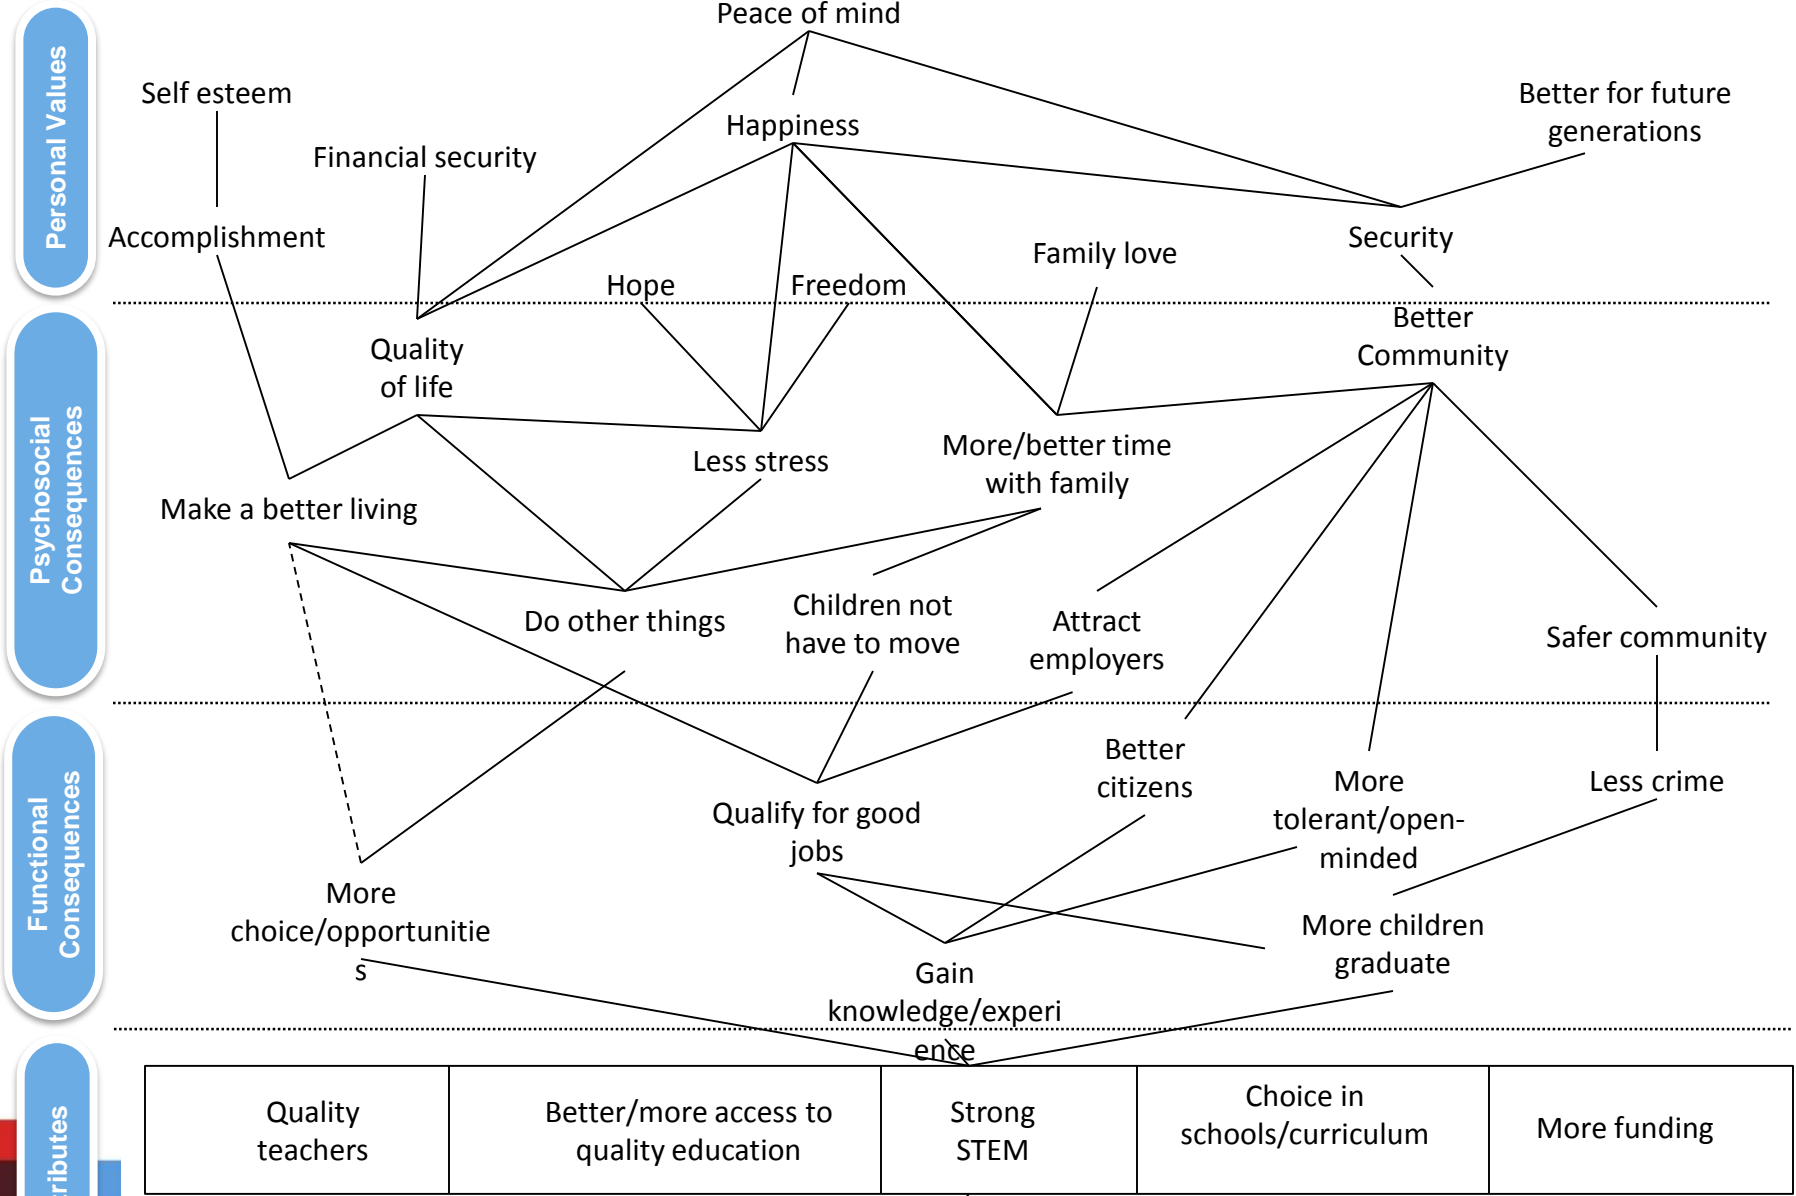 Peace of mind
Self esteem
Better for future
generations
Happiness
Financial security
Personal Values
Accomplishment
Security
Family love
Hope
Freedom
Better
Community
Quality
of life
More/better time
with family
Less stress
Make a better living
Psychosocial
Consequences
Do other things
Children not
have to move
Attract
employers
Safer community
Better
citizens
More
tolerant/open-
minded
Less crime
Qualify for good
jobs
Functional
Consequences
More
choice/opportunitie
s
More children
graduate
Gain
knowledge/experi
ence
ributes
Quality
teachers
Better/more access to
quality education
Strong
STEM
Choice in
schools/curriculum
More funding